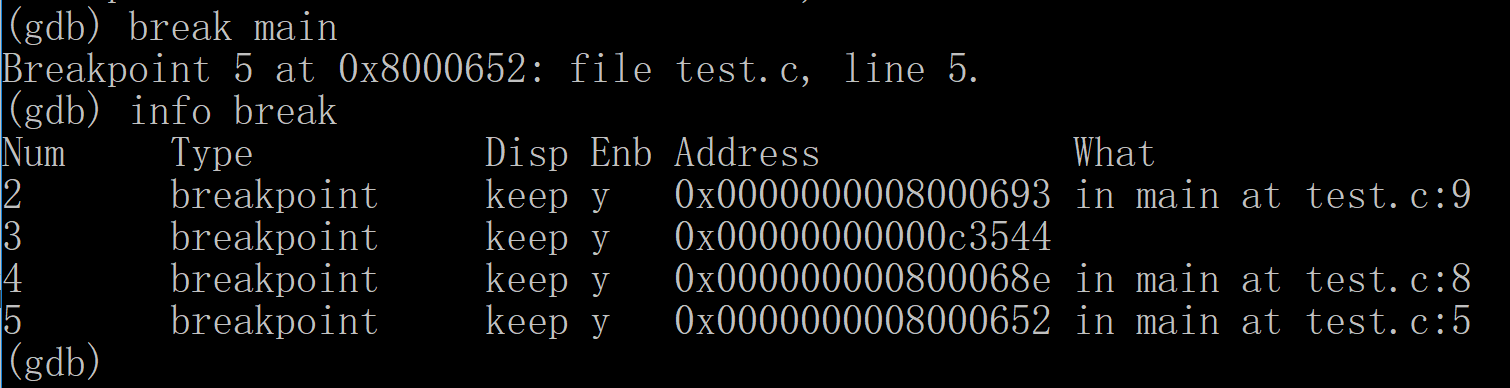 (gdb) break main
Breakpoint 5 at 0x8000652: file test.c, line 5.
(gdb) info break
Num     Type           Disp Enb Address            What
2       breakpoint     keep y   0x0000000008000693 in main at test.c:9
3       breakpoint     keep y   0x00000000000c3544
4       breakpoint     keep y   0x000000000800068e in main at test.c:8
5       breakpoint     keep y   0x0000000008000652 in main at test.c:5
(gdb)